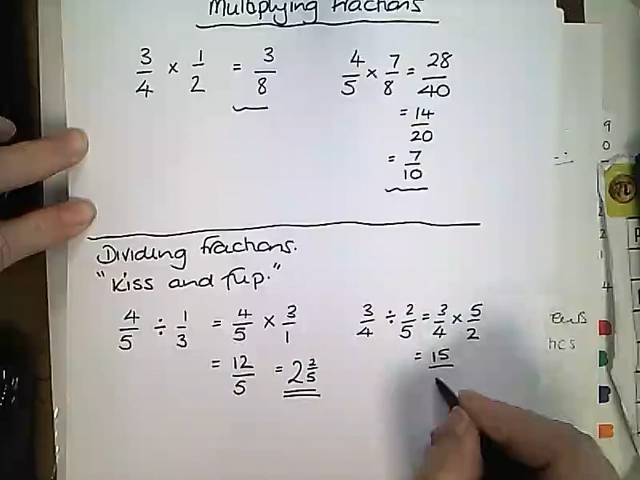 Multiplying fractions
3/4 × 1/2 = 3/8
4/5 × 7/8 = 28/40
= 14/20
= 7/10
Dividing fractions.
"Kiss and flip."
4/5 ÷ 1/3 = 4/5 × 3/1
= 12/5 = 2 2/5
3/4 ÷ 2/5 = 3/4 × 5/2
= 15